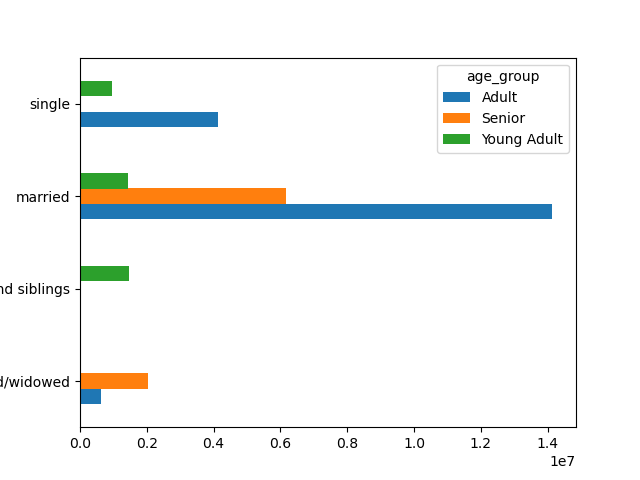 age_group
Adult
Senior
Young Adult
single
married
nd siblings
d/widowed
0.0 0.2 0.4 0.6 0.8 1.0 1.2 1.4
1e7